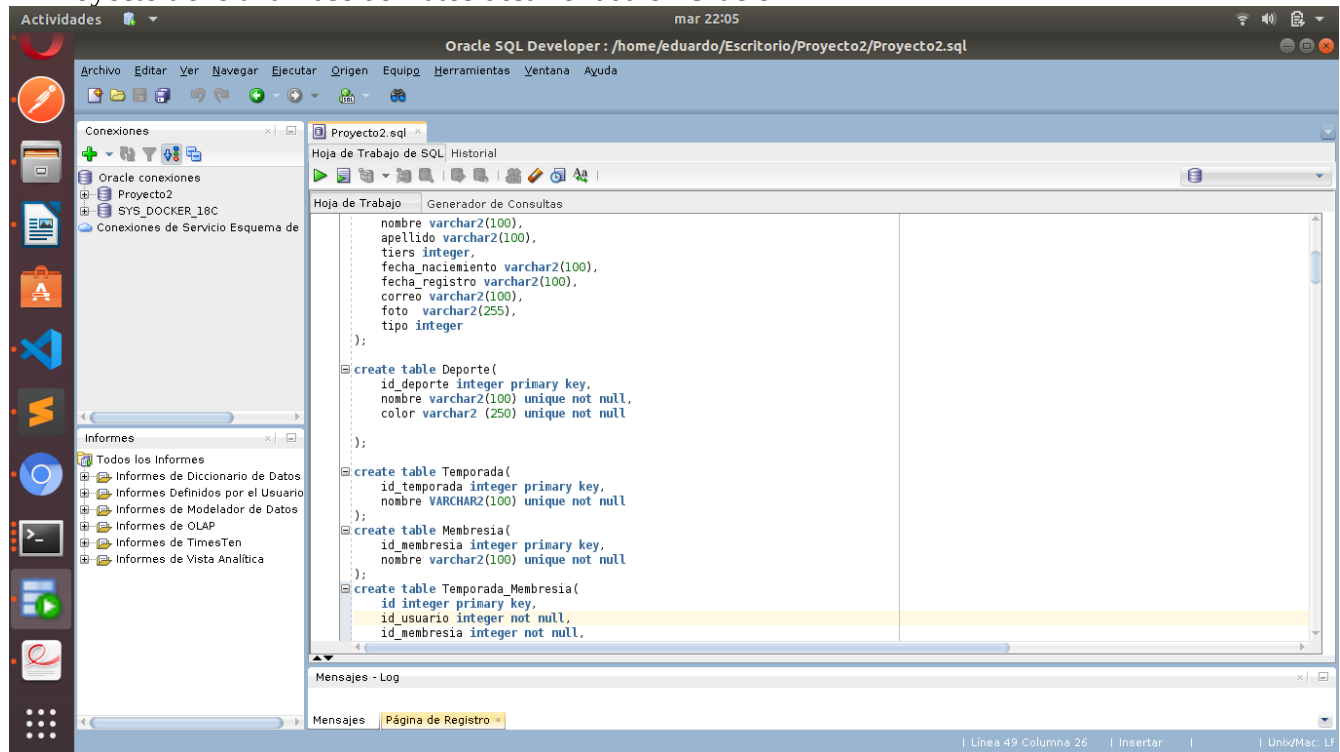 Actividades
mar 22:05
Oracle SQL Developer : /home/eduardo/Escritorio/Proyecto2/Proyecto2.sql
Archivo Editar Ver Navegar Ejecutar Origen Equipo Herramientas Ventana Ayuda
Conexiones
Oracle conexiones
Proyecto2
SYS_DOCKER_18C
Conexiones de Servicio Esquema de
Informes
Todos los Informes
Informes de Diccionario de Datos
Informes Definidos por el Usuario
Informes de Modelador de Datos
Informes de OLAP
Informes de TimesTen
Informes de Vista Analítica
Proyecto2.sql
Hoja de Trabajo de SQL Historial
Hoja de Trabajo Generador de Consultas
nombre varchar2(100),
apellido varchar2(100),
tiers integer,
fecha_naciemiento varchar2(100),
fecha_registro varchar2(100),
correo varchar2(100),
foto varchar2(255),
tipo integer
);
create table Deporte(
id_deporte integer primary key,
nombre varchar2(100) unique not null,
color varchar2 (250) unique not null
);
create table Temporada(
id_temporada integer primary key,
nombre VARCHAR2(100) unique not null
);
create table Membresia(
id_membresia integer primary key,
nombre varchar2(100) unique not null
);
create table Temporada_Membresia(
id integer primary key,
id_usuario integer not null,
id_membresia integer not null,
Mensajes - Log
Mensajes Página de Registro
Línea 49 Columna 26 | Insertar | | Unix/Mac: LF